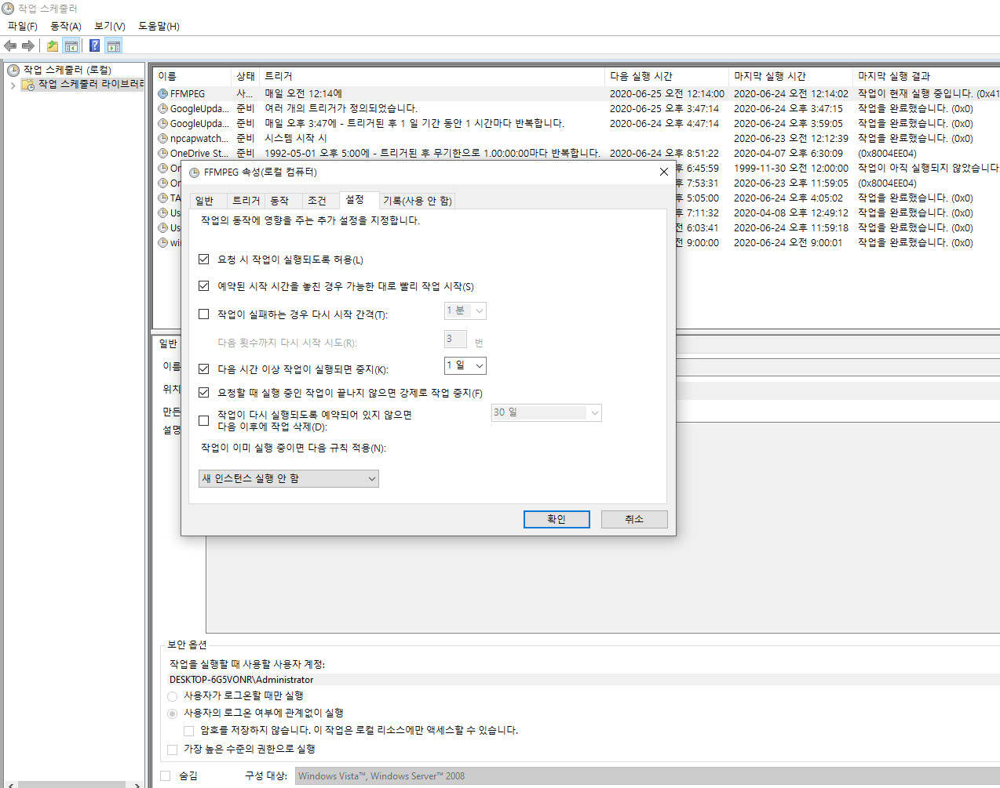 작업 스케줄러
파일(F) 동작(A) 보기(V) 도움말(H)
작업 스케줄러 (로컬)
작업 스케줄러 라이브러리
이름 상태 트리거 다음 실행 시간 마지막 실행 시간 마지막 실행 결과
FFMPEG 사... 매일 오전 12:14에 2020-06-25 오전 12:14:00 2020-06-24 오전 12:14:02 작업이 현재 실행 중입니다. (0x41
GoogleUpda... 준비 여러 개의 트리거가 정의되었습니다. 2020-06-25 오후 3:47:14 2020-06-24 오후 3:47:15 작업을 완료했습니다. (0x0)
GoogleUpda... 준비 매일 오후 3:47에 - 트리거된 후 1 일 기간 동안 1 시간마다 반복합니다. 2020-06-24 오후 4:47:14 2020-06-24 오후 3:59:05 작업을 완료했습니다. (0x0)
npcapwatch... 준비 시스템 시작 시 2020-06-23 오전 12:12:39 작업을 완료했습니다. (0x0)
OneDrive St... 준비 1992-05-01 오후 5:00에 - 트리거된 후 무기한으로 1.00:00:00마다 반복합니다. 2020-06-24 오후 8:51:22 2020-04-07 오후 6:30:09 (0x8004EE04)
On 후 6:45:59 1999-11-30 오전 12:00:00 작업이 아직 실행되지 않았습니다
On 후 7:53:31 2020-06-23 오전 11:59:05 (0x8004EE04)
TA 후 5:05:00 2020-06-24 오후 4:05:02 작업을 완료했습니다. (0x0)
Us 후 7:11:32 2020-04-08 오후 12:49:12 작업을 완료했습니다. (0x0)
Us 전 6:03:41 2020-06-24 오전 11:59:18 작업을 완료했습니다. (0x0)
win 전 9:00:00 2020-06-24 오전 9:00:01 작업을 완료했습니다. (0x0)
FFMPEG 속성(로컬 컴퓨터)
일반 트리거 동작 조건 설정 기록(사용 안 함)
작업의 동작에 영향을 주는 추가 설정을 지정합니다.
요청 시 작업이 실행되도록 허용(L)
예약된 시작 시간을 놓친 경우 가능한 대로 빨리 작업 시작(S)
작업이 실패하는 경우 다시 시작 간격(T): 1 분
다음 횟수까지 다시 시작 시도(R): 3 번
다음 시간 이상 작업이 실행되면 중지(K): 1 일
요청할 때 실행 중인 작업이 끝나지 않으면 강제로 작업 중지(F)
작업이 다시 실행되도록 예약되어 있지 않으면
다음 이후에 작업 삭제(D): 30 일
작업이 이미 실행 중이면 다음 규칙 적용(N):
새 인스턴스 실행 안 함
확인 취소
일반
이름
위치
만든
설명
보안 옵션
작업을 실행할 때 사용할 사용자 계정:
DESKTOP-6G5VONR\Administrator
사용자가 로그온할 때만 실행
사용자의 로그온 여부에 관계없이 실행
암호를 저장하지 않습니다. 이 작업은 로컬 리소스에만 액세스할 수 있습니다.
가장 높은 수준의 권한으로 실행
숨김 구성 대상: Windows Vista™, Windows Server™ 2008